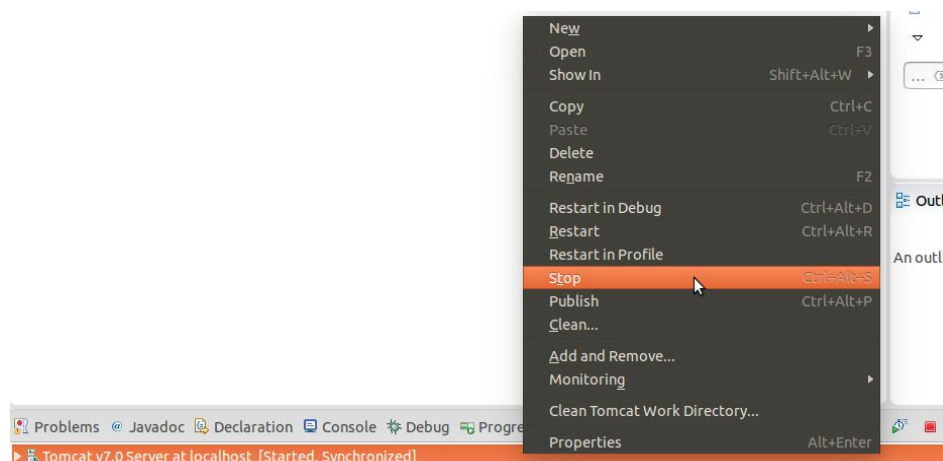 New
Open F3
Show In Shift+Alt+W
...
Copy Ctrl+C
Paste Ctrl+V
Delete
Rename F2
Restart in Debug Ctrl+Alt+D
Restart Ctrl+Alt+R
Restart in Profile
Stop Ctrl+Alt+S
Publish Ctrl+Alt+P
Clean...
Add and Remove...
Monitoring
Clean Tomcat Work Directory...
Properties Alt+Enter
Outl
An outl
Problems @ Javadoc Declaration Console Debug Progre
Tomcat v7.0 Server at localhost [Started, Synchronized]